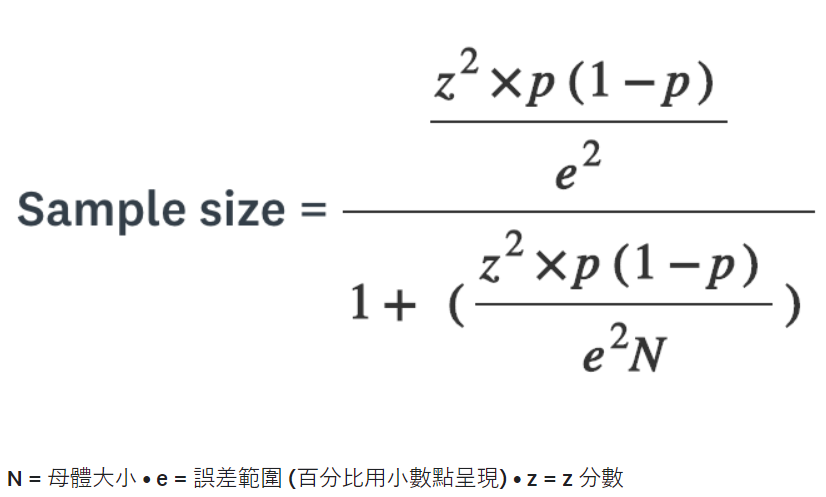 z² × p (1 − p)
e²
Sample size =
z² × p (1 − p)
1 + ( )
e²N
N = 母體大小 • e = 誤差範圍 (百分比用小數點呈現) • z = z 分數